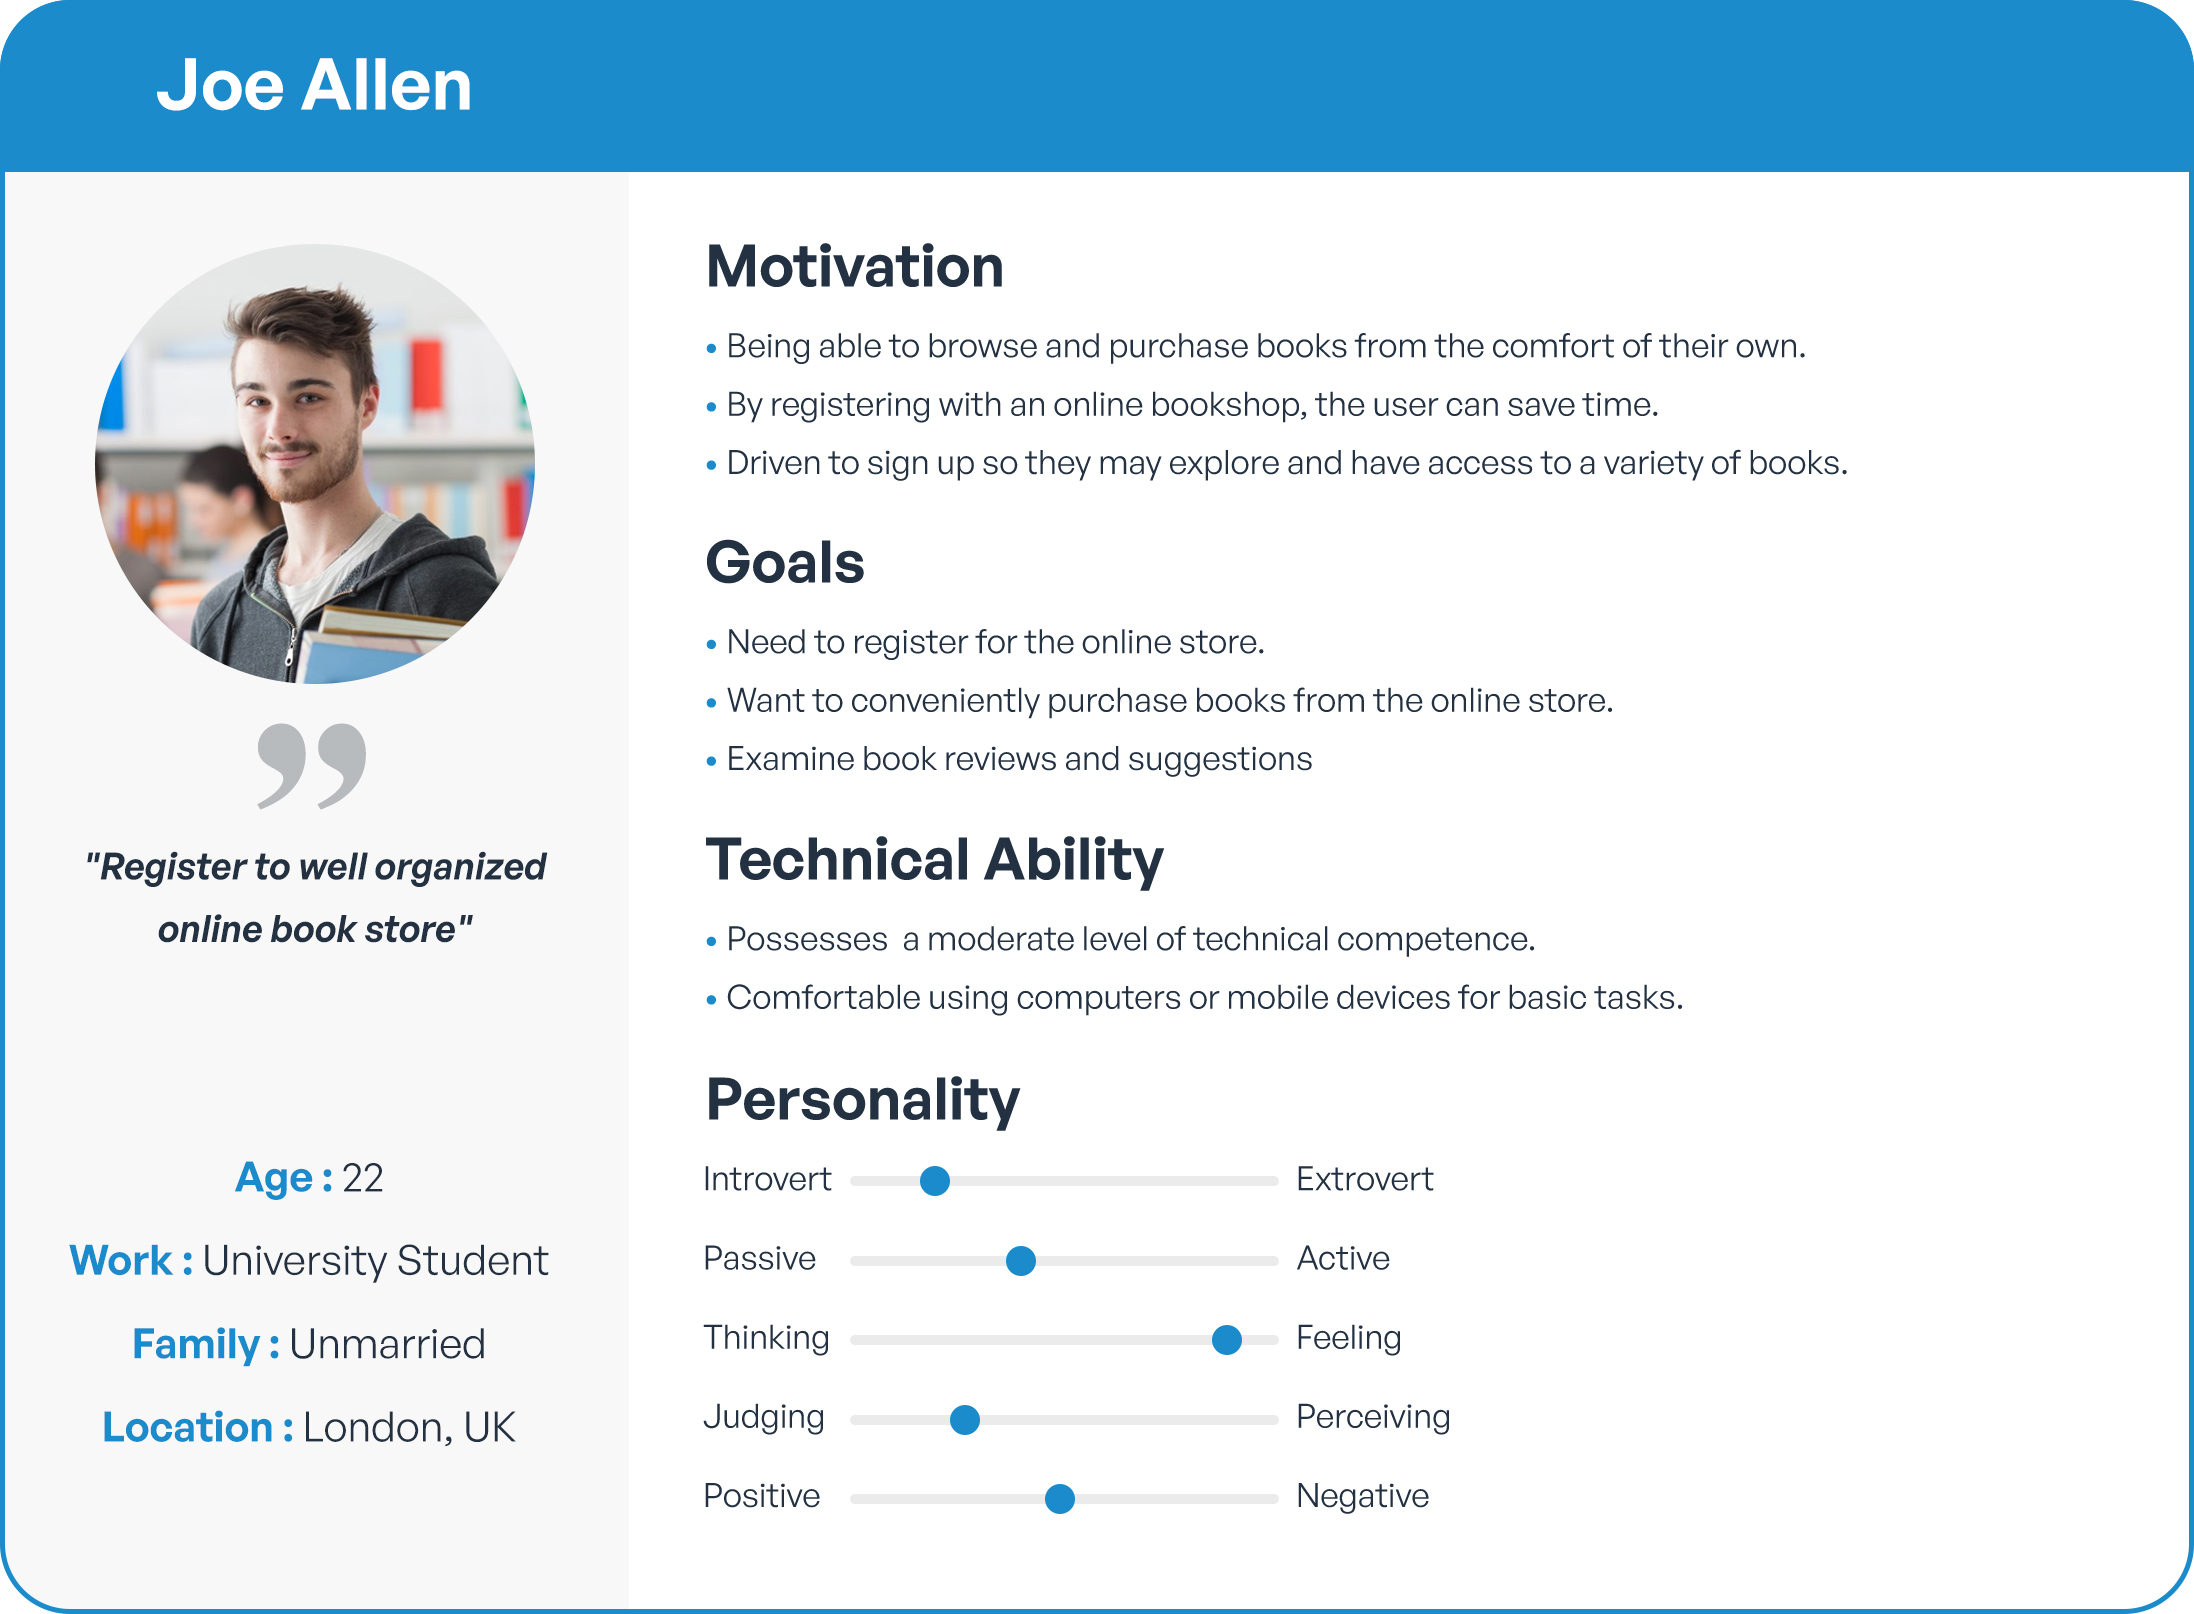 Joe Allen
"Register to well organized
online book store"
Age : 22
Work : University Student
Family : Unmarried
Location : London, UK
Motivation
• Being able to browse and purchase books from the comfort of their own.
• By registering with an online bookshop, the user can save time.
• Driven to sign up so they may explore and have access to a variety of books.
Goals
• Need to register for the online store.
• Want to conveniently purchase books from the online store.
• Examine book reviews and suggestions
Technical Ability
• Possesses  a moderate level of technical competence.
• Comfortable using computers or mobile devices for basic tasks.
Personality
Introvert Extrovert
Passive Active
Thinking Feeling
Judging Perceiving
Positive Negative